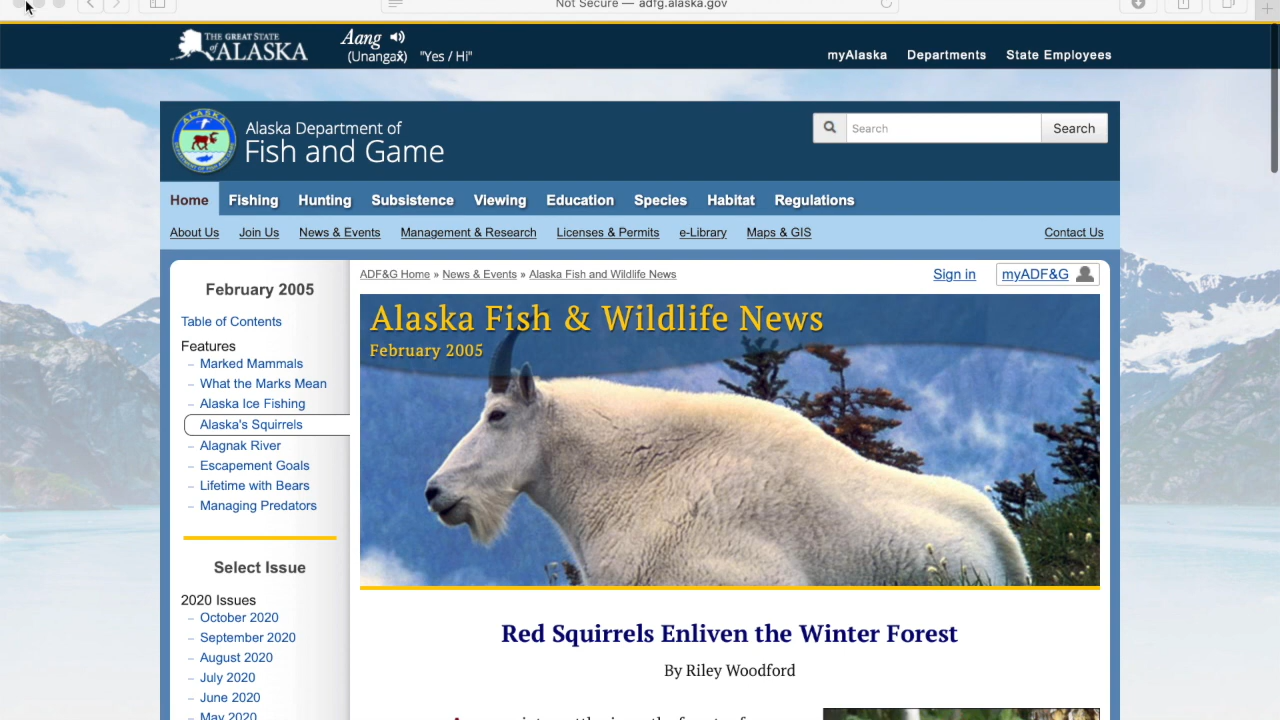 Not Secure — adfg.alaska.gov
THE GREAT STATE
of ALASKA
Aang
(Unangax̂) "Yes / Hi"
myAlaska Departments State Employees
Alaska Department of
Fish and Game
Search Search
Home Fishing Hunting Subsistence Viewing Education Species Habitat Regulations
About Us Join Us News & Events Management & Research Licenses & Permits e-Library Maps & GIS Contact Us
ADF&G Home » News & Events » Alaska Fish and Wildlife News
Sign in myADF&G
February 2005
Table of Contents
Features
Marked Mammals
What the Marks Mean
Alaska Ice Fishing
Alaska's Squirrels
Alagnak River
Escapement Goals
Lifetime with Bears
Managing Predators
Select Issue
2020 Issues
October 2020
September 2020
August 2020
July 2020
June 2020
May 2020
Alaska Fish & Wildlife News
February 2005
Red Squirrels Enliven the Winter Forest
By Riley Woodford